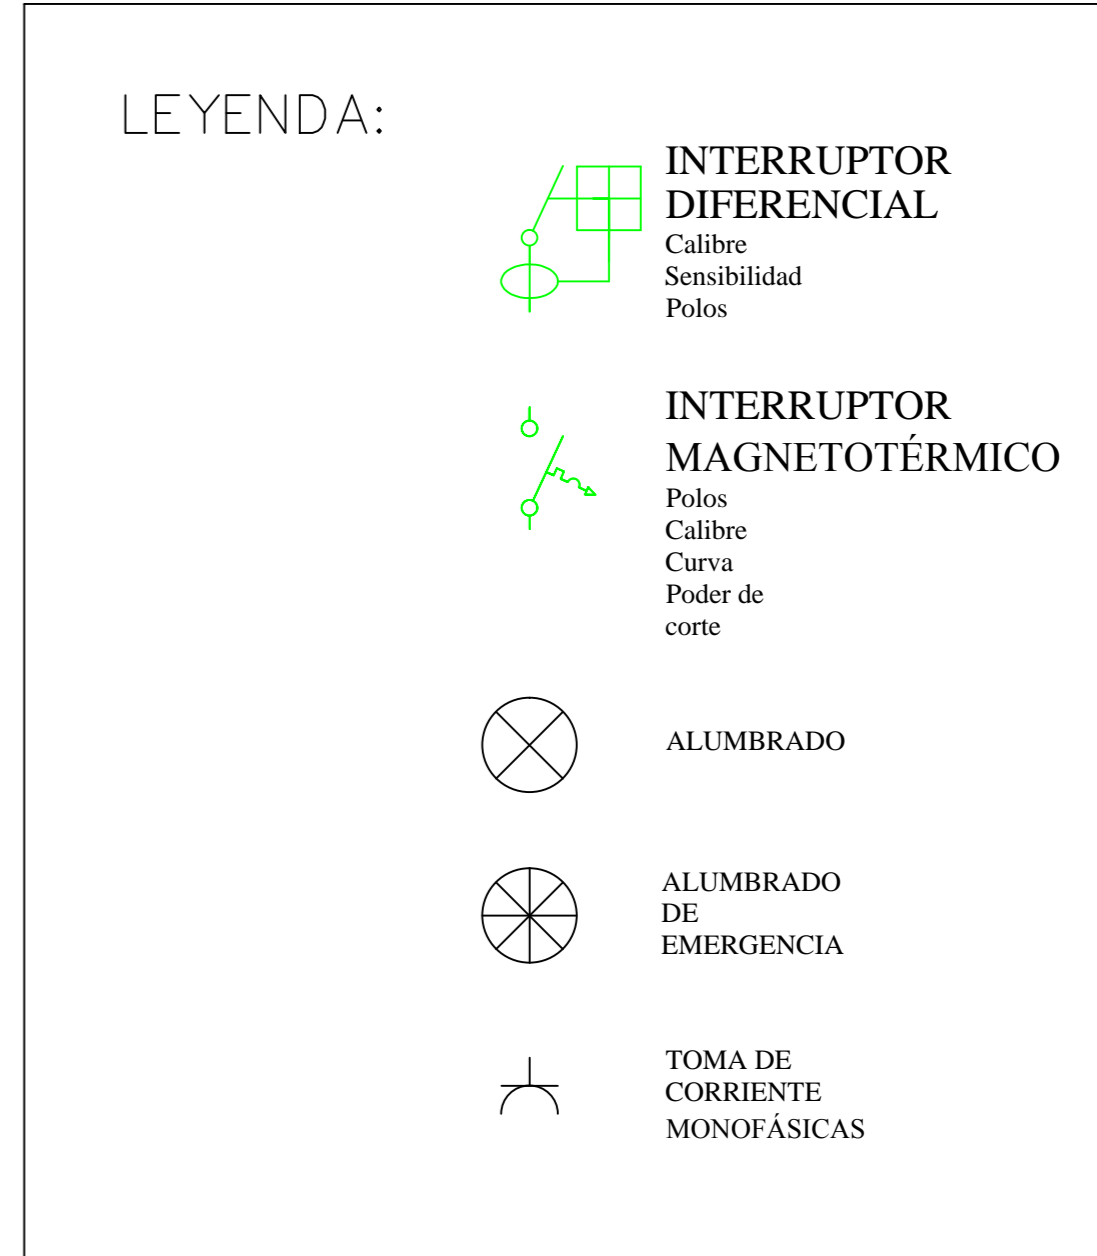 LEYENDA:
INTERRUPTOR
DIFERENCIAL
Calibre
Sensibilidad
Polos
INTERRUPTOR
MAGNETOTÉRMICO
Polos
Calibre
Curva
Poder de
corte
ALUMBRADO
ALUMBRADO
DE
EMERGENCIA
TOMA DE
CORRIENTE
MONOFÁSICAS